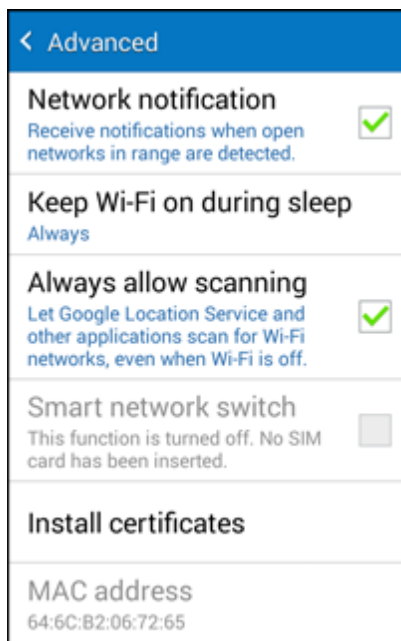 Advanced
Network notification
Receive notifications when open
networks in range are detected.
Keep Wi-Fi on during sleep
Always
Always allow scanning
Let Google Location Service and
other applications scan for Wi-Fi
networks, even when Wi-Fi is off.
Smart network switch
This function is turned off. No SIM
card has been inserted.
Install certificates
MAC address
64:6C:B2:06:72:65